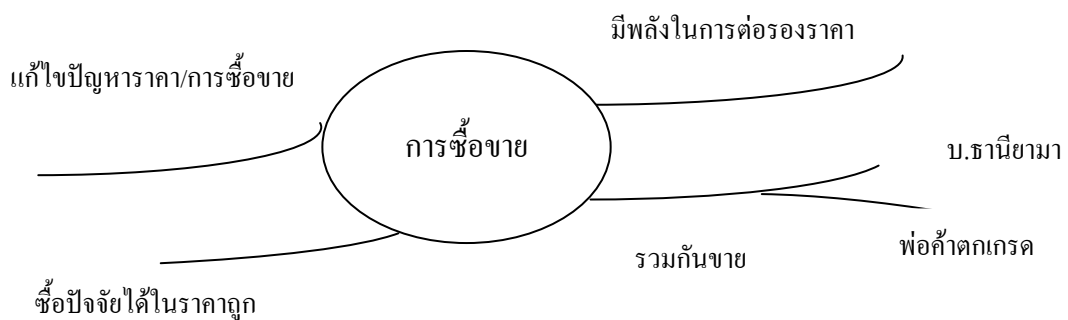 มีพลังในการต่อรองราคา
แก้ไขปัญหาราคา/การซื้อขาย
การซื้อขาย
บ.ธานียามา
พ่อค้าตกเกรด
รวมกันขาย
ซื้อปัจจัยได้ในราคาถูก